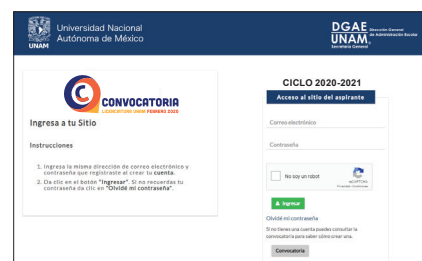 Universidad Nacional
Autónoma de México
UNAM
DGAE
UNAM
Dirección General
de Administración Escolar
Secretaría General
CONVOCATORIA
LICENCIATURA UNAM FEBRERO 2020
Ingresa a tu Sitio
Instrucciones
1. Ingresa la misma dirección de correo electrónico y
contraseña que registraste al crear tu cuenta.
2. Da clic en el botón "Ingresar". Si no recuerdas tu
contraseña da clic en "Olvidé mi contraseña".
CICLO 2020-2021
Acceso al sitio del aspirante
Correo electrónico
Contraseña
No soy un robot
reCAPTCHA
Ingresar
Olvidé mi contraseña
Si no tienes una cuenta puedes consultar la
convocatoria para saber cómo crear una.
Convocatoria